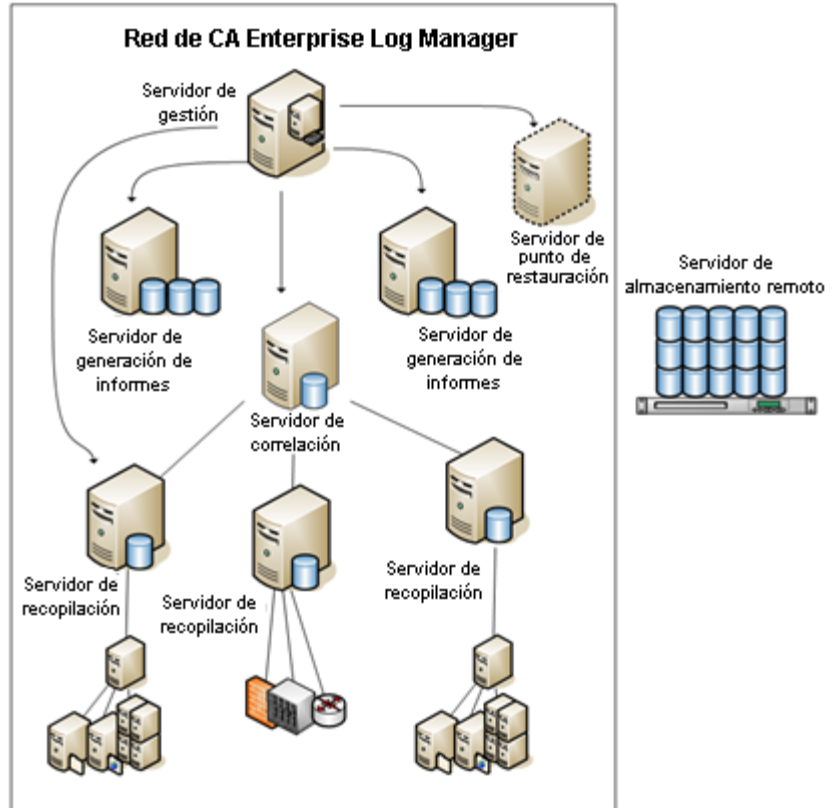 Red de CA Enterprise Log Manager
Servidor de
gestión
Servidor de
punto de
restauración
Servidor de
almacenamiento remoto
Servidor de
generación de
informes
Servidor de
generación de
informes
Servidor de
correlación
Servidor de
recopilación
Servidor de
recopilación
Servidor de
recopilación